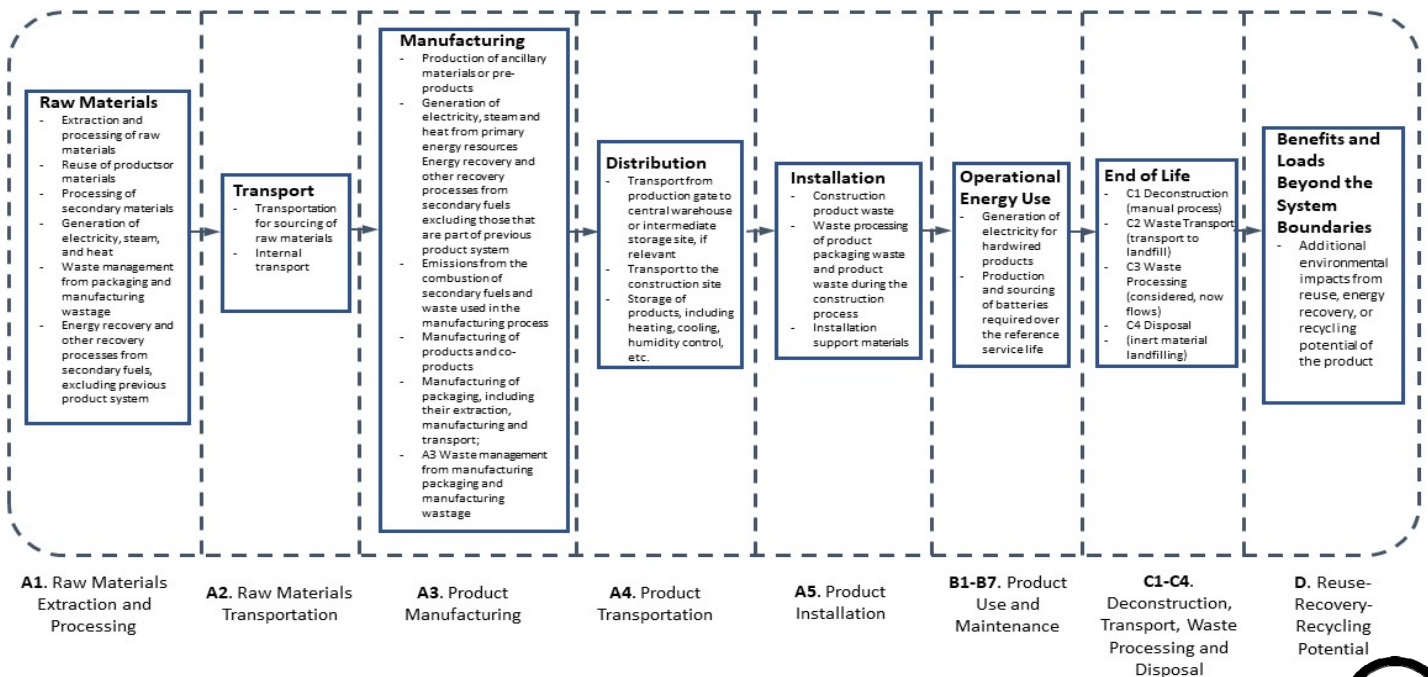 Raw Materials
- Extraction and
processing of raw
materials
- Reuse of productsor
materials
- Processing of
secondary materials
- Generation of
electricity, steam,
and heat
- Waste management
from packaging and
manufacturing
wastage
- Energy recovery and
other recovery
processes from
secondary fuels,
excluding previous
product system
Transport
- Transportation
for sourcing of
raw materials
- Internal
transport
Manufacturing
- Production of ancillary
materials or pre-
products
- Generation of
electricity, steam and
heat from primary
energy resources
Energy recovery and
other recovery
processes from
secondary fuels
excluding those that
are part of previous
product system
- Emissions from the
combustion of
secondary fuels and
waste used in the
manufacturing process
- Manufacturing of
products and co-
products
- Manufacturing of
packaging, including
their extraction,
manufacturing and
transport;
- A3 Waste management
from manufacturing
packaging and
manufacturing
wastage
Distribution
- Transport from
production gate to
central warehouse
or intermediate
storage site, if
relevant
- Transport to the
construction site
- Storage of
products, including
heating, cooling,
humidity control,
etc.
Installation
- Construction
product waste
- Waste processing
of product
packaging waste
and product
waste during the
construction
process
- Installation
support materials
Operational
Energy Use
- Generation of
electricity for
hardwired
products
- Production
and sourcing
of batteries
required over
the reference
service life
End of Life
- C1 Deconstruction
(manual process)
- C2 Waste Transport
(transport to
landfill)
- C3 Waste
Processing
(considered, now
flows)
- C4 Disposal
- (inert material
landfilling)
Benefits and
Loads
Beyond the
System
Boundaries
- Additional
environmental
impacts from
reuse, energy
recovery, or
recycling
potential of
the product
A1. Raw Materials
Extraction and
Processing
A2. Raw Materials
Transportation
A3. Product
Manufacturing
A4. Product
Transportation
A5. Product
Installation
B1-B7. Product
Use and
Maintenance
C1-C4.
Deconstruction,
Transport, Waste
Processing and
Disposal
D. Reuse-
Recovery-
Recycling
Potential